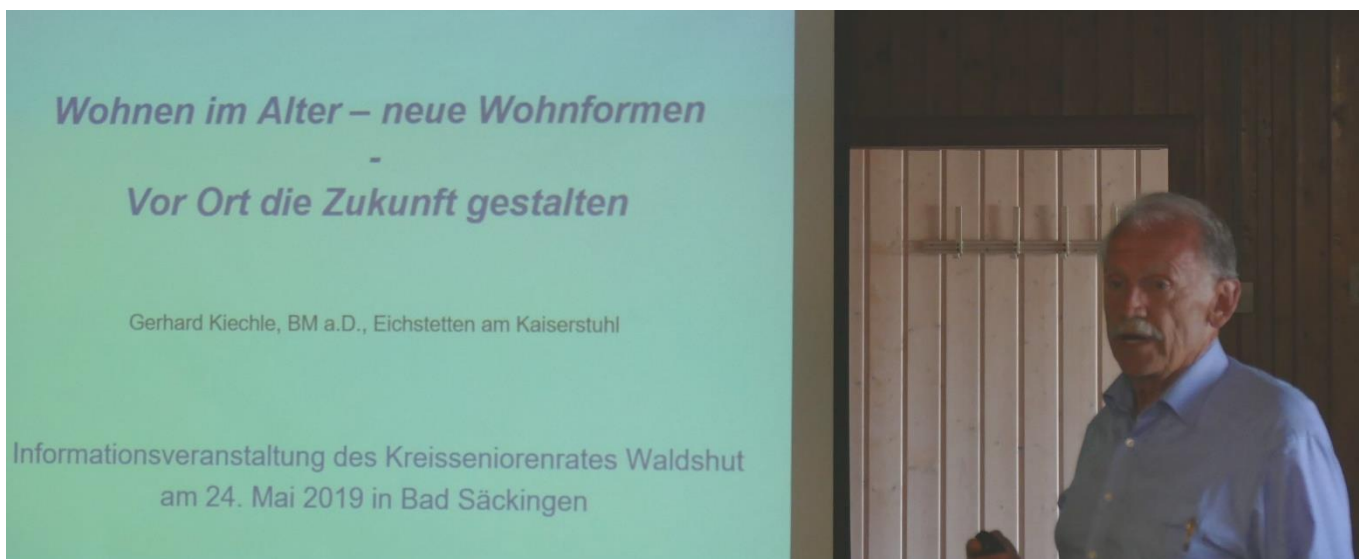 Wohnen im Alter – neue Wohnformen
-
Vor Ort die Zukunft gestalten
Gerhard Kiechle, BM a.D., Eichstetten am Kaiserstuhl
Informationsveranstaltung des Kreisseniorenrates Waldshut
am 24. Mai 2019 in Bad Säckingen